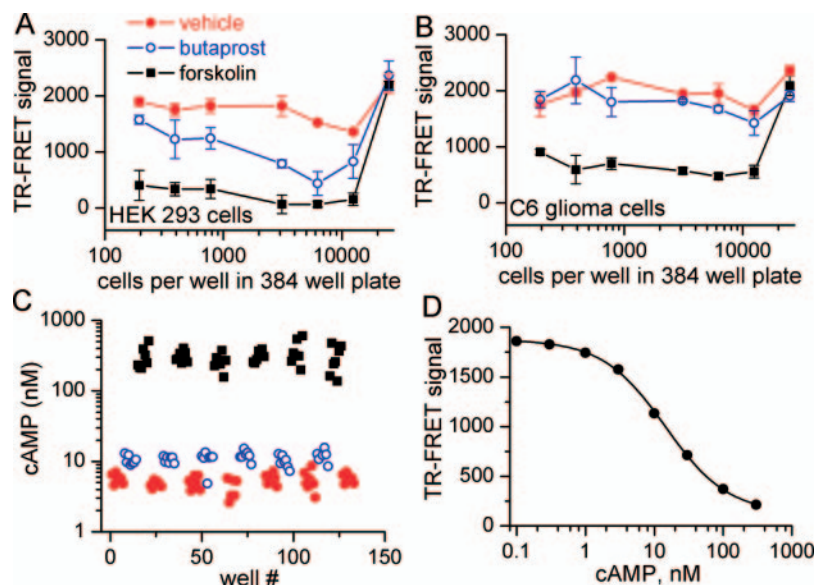 A
vehicle
butaprost
forskolin
TR-FRET signal
3000
2000
1000
0
HEK 293 cells
100
1000
10000
cells per well in 384 well plate
B
TR-FRET signal
3000
2000
1000
0
C6 glioma cells
100
1000
10000
cells per well in 384 well plate
C
cAMP (nM)
1000
100
10
1
0
50
100
150
well #
D
TR-FRET signal
2000
1500
1000
500
0
0.1
1
10
100
1000
cAMP, nM